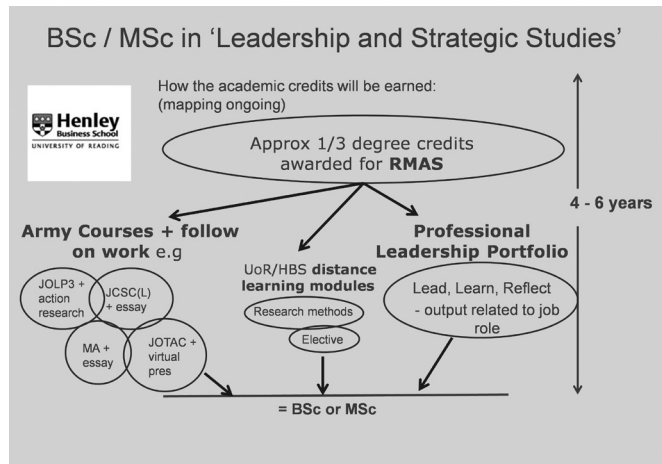 BSc / MSc in ‘Leadership and Strategic Studies’
Henley
Business School
UNIVERSITY OF READING
How the academic credits will be earned:
(mapping ongoing)
Approx 1/3 degree credits
awarded for RMAS
4 - 6 years
Army Courses + follow
on work e.g
JOLP3 +
action
research
JCSC(L)
+ essay
MA +
essay
JOTAC +
virtual
pres
UoR/HBS distance
learning modules
Research methods
Elective
Professional
Leadership Portfolio
Lead, Learn, Reflect
- output related to job
role
= BSc or MSc